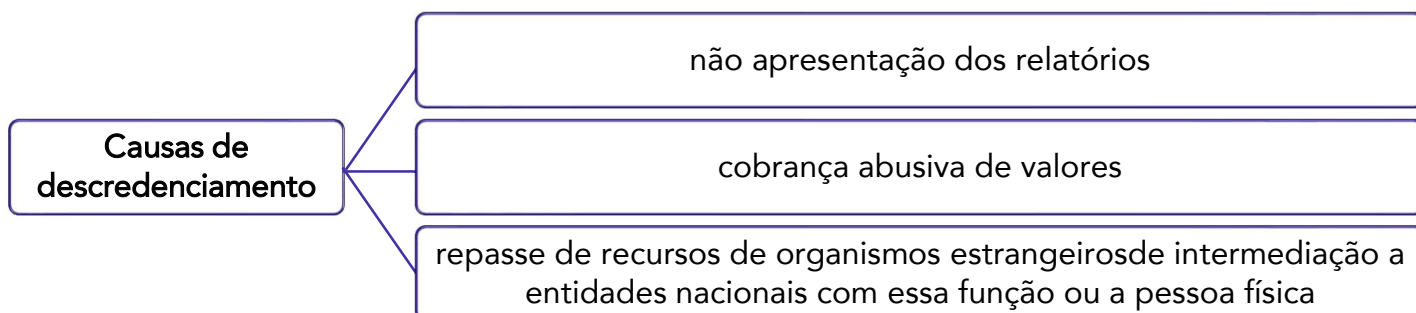 Causas de
descredenciamento
não apresentação dos relatórios
cobrança abusiva de valores
repasse de recursos de organismos estrangeirosde intermediação a
entidades nacionais com essa função ou a pessoa física